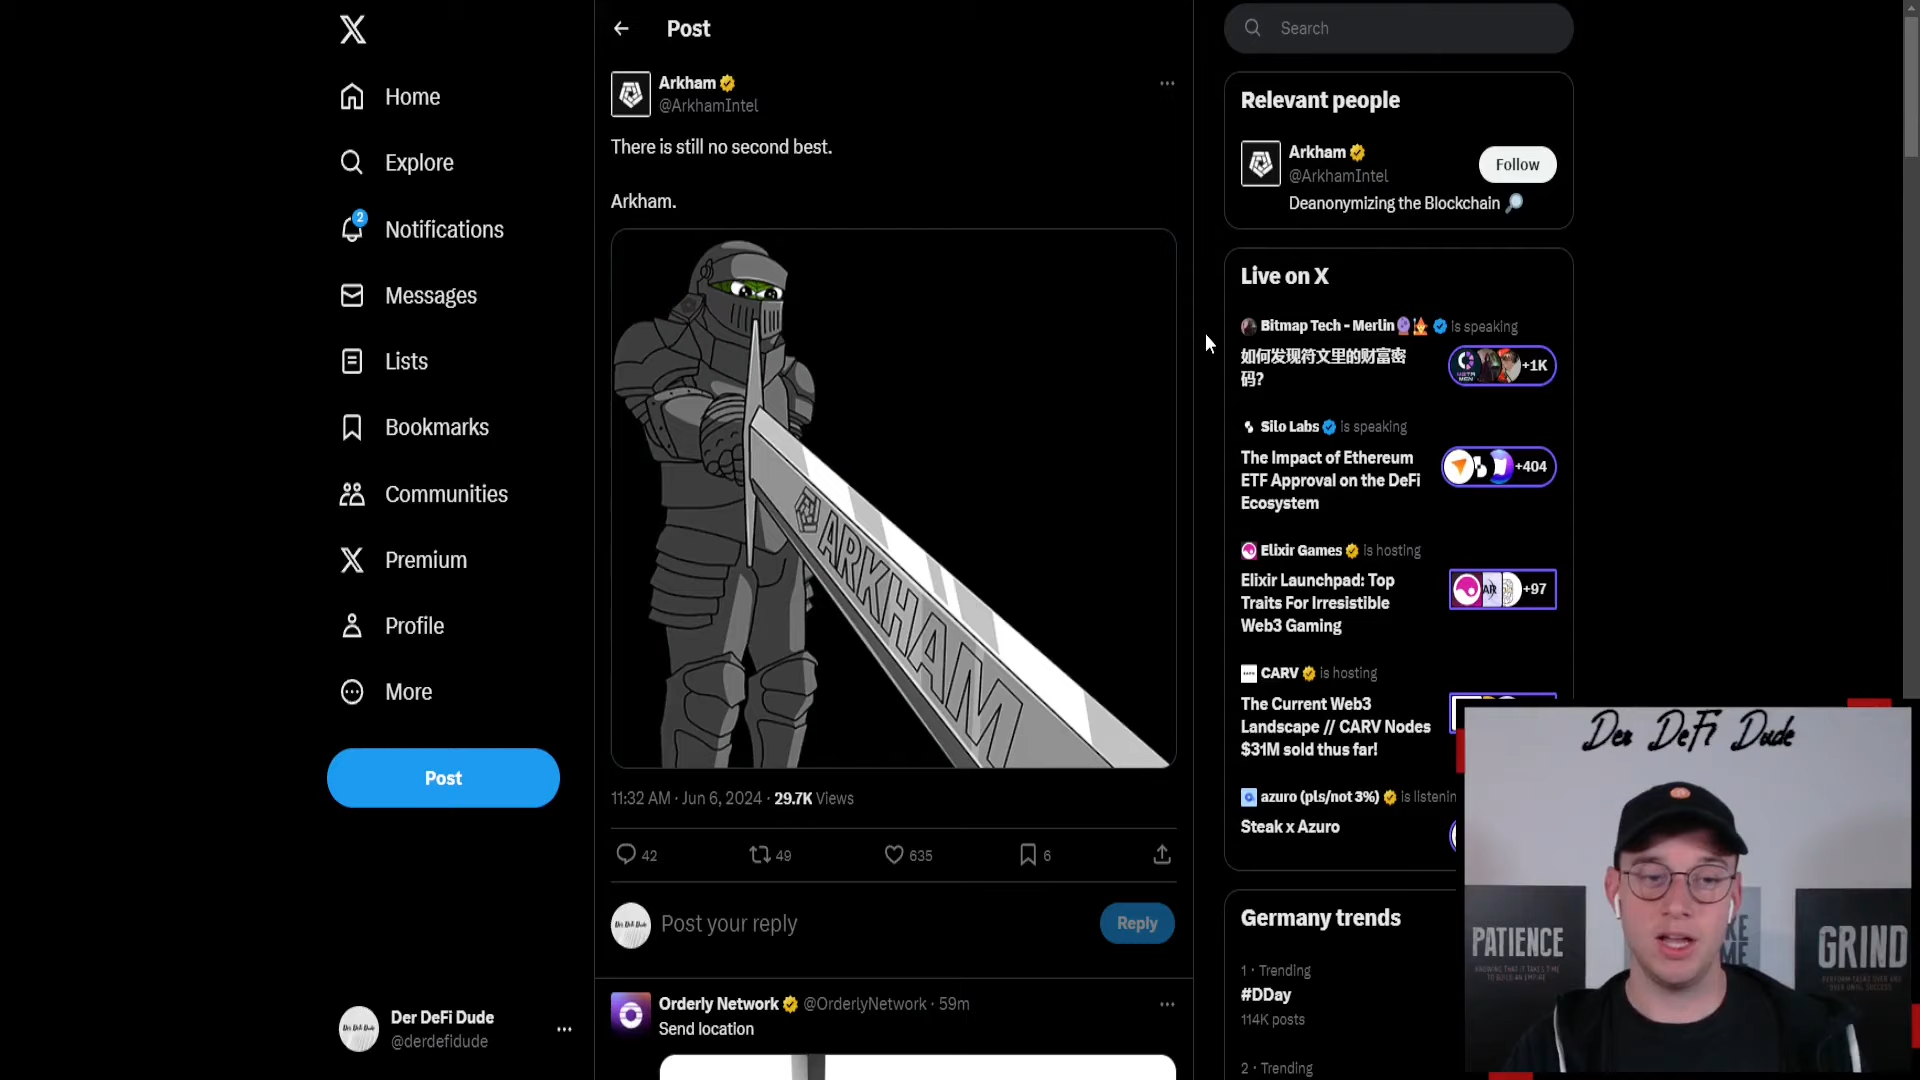 Home
Explore
2
Notifications
Messages
Lists
Bookmarks
Communities
Premium
Profile
More
Post
Der DeFi Dude
@derdefidude
Post
Arkham
@ArkhamIntel
There is still no second best.
Arkham.
ARKHAM
11:32 AM · Jun 6, 2024 · 29.7K Views
42
49
635
6
Post your reply
Reply
Orderly Network @OrderlyNetwork · 59m
Send location
Search
Relevant people
Arkham
@ArkhamIntel
Follow
Deanonymizing the Blockchain
Live on X
Bitmap Tech - Merlin is speaking
如何发现符文里的财富密
码?
+1K
Silo Labs is speaking
The Impact of Ethereum
ETF Approval on the DeFi
Ecosystem
+404
Elixir Games is hosting
Elixir Launchpad: Top
Traits For Irresistible
Web3 Gaming
+97
CARV is hosting
The Current Web3
Landscape // CARV Nodes
$31M sold thus far!
azuro (pls/not 3%) is listenin
Steak x Azuro
Germany trends
1 · Trending
#DDay
114K posts
2 · Trending
Der DeFi Dude
PATIENCE
GRIND